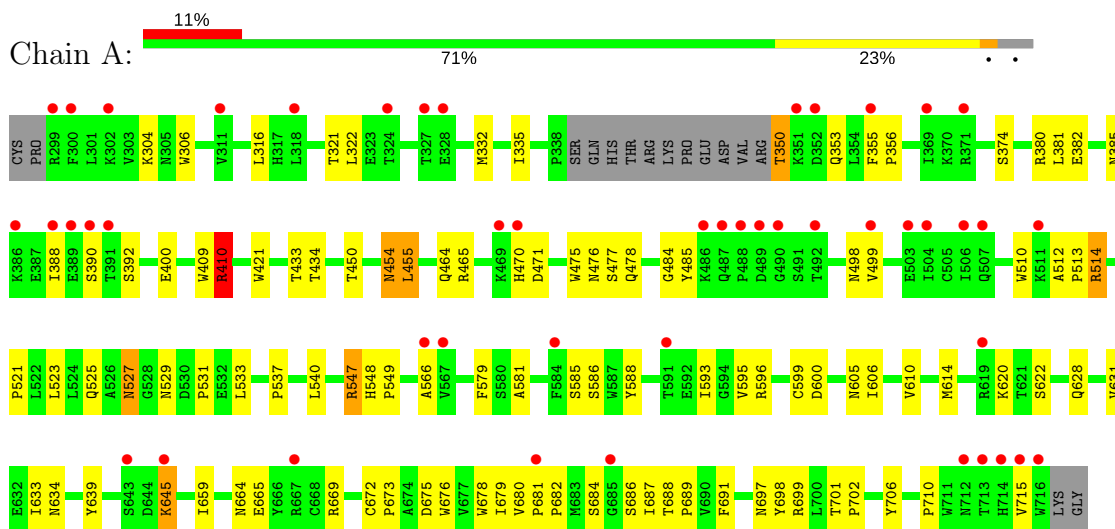 11%
Chain A:
71% 23% • •
CYS PRO R299 F300 L301 K302 V303 K304 N305 W306 V311 L316 H317 L318 T321 L322 E323 T324 T327 E328 M332 I335 P338 SER GLN HIS THR ARG LYS PRO GLU ASP VAL ARG T350 K351 D352 Q353 L354 F355 P356 I369 K370 R371 S374 R380 L381 E382 N385
K386 E387 I388 E389 S390 T391 S392 E400 W409 R410 W421 T433 T434 T450 N454 L455 Q464 R465 K469 H470 D471 W475 N476 S477 Q478 G484 Y485 K486 Q487 P488 D489 G490 S491 T492 N498 V499 E503 I504 C505 I506 Q507 W510 K511 A512 P513 R514
P521 L522 L523 L524 Q525 A526 N527 G528 N529 D530 P531 E532 L533 P537 L540 R547 H548 P549 A566 V567 F579 S580 A581 F584 S585 S586 W587 Y588 T591 E592 I593 G594 V595 R596 C599 D600 N605 I606 V610 M614 R619 K620 T621 S622 Q628 V631
E632 I633 N634 Y639 S643 D644 K645 I659 N664 E665 Y666 R667 C668 R669 C672 P673 A674 D675 W676 V677 W678 I679 V680 P681 P682 M683 S684 G685 S686 I687 T688 P689 V690 F691 N697 Y698 R699 L700 T701 P702 Y706 P710 W711 N712 T713 H714 V715 W716 LYS GLY